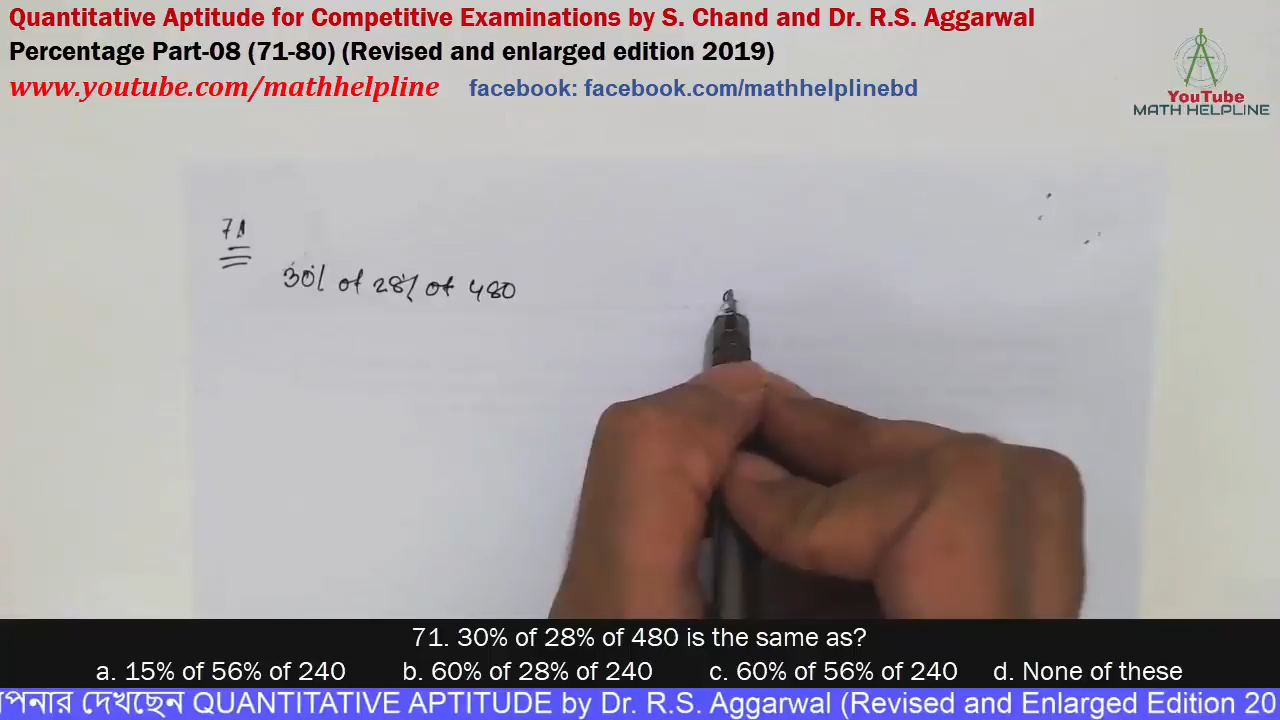 Quantitative Aptitude for Competitive Examinations by S. Chand and Dr. R.S. Aggarwal
Percentage Part-08 (71-80) (Revised and enlarged edition 2019)
www.youtube.com/mathhelpline facebook: facebook.com/mathhelplinebd
YouTube
MATH HELPLINE
71
30% of 28% of 480
71. 30% of 28% of 480 is the same as?
a. 15% of 56% of 240 b. 60% of 28% of 240 c. 60% of 56% of 240 d. None of these
পনার দেখছেন QUANTITATIVE APTITUDE by Dr. R.S. Aggarwal (Revised and Enlarged Edition 20